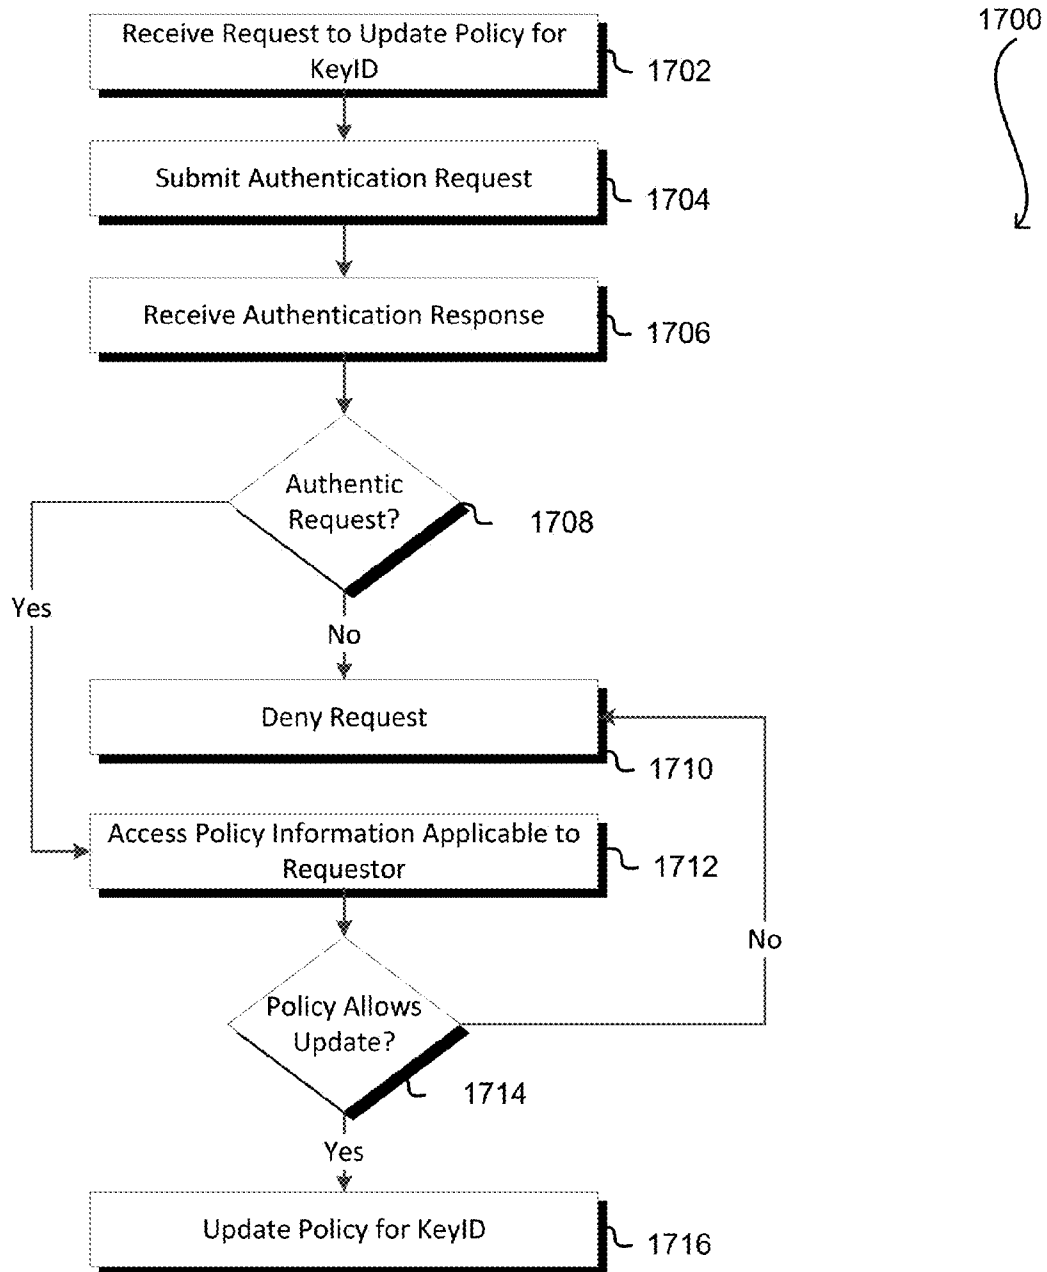 1700
Receive Request to Update Policy for
KeyID
1702
Submit Authentication Request
1704
Receive Authentication Response
1706
Authentic
Request?
1708
Yes
No
Deny Request
1710
Access Policy Information Applicable to
Requestor
1712
No
Policy Allows
Update?
1714
Yes
Update Policy for KeyID
1716